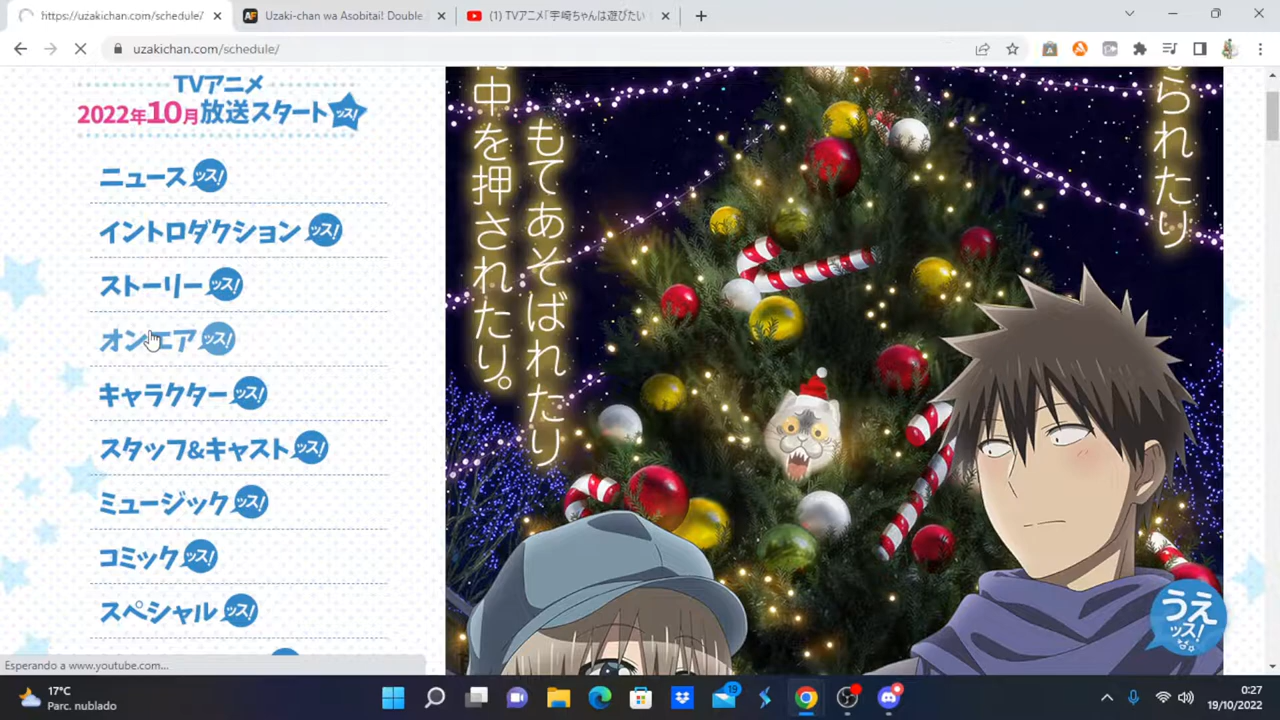 https://uzakichan.com/schedule/
Uzaki-chan wa Asobitai! Double
(1) TVアニメ「宇崎ちゃんは遊びたい
uzakichan.com/schedule/
TVアニメ
2022年10月放送スタートッス!
ニュースッス!
イントロダクションッス!
ストーリーッス!
オンエアッス!
キャラクターッス!
スタッフ&キャストッス!
ミュージックッス!
コミックッス!
スペシャルッス!
られたり
もてあそばれたり
中を押されたり。
うえ
ッス!
Esperando a www.youtube.com...
17°C
Parc. nublado
19
0:27
19/10/2022